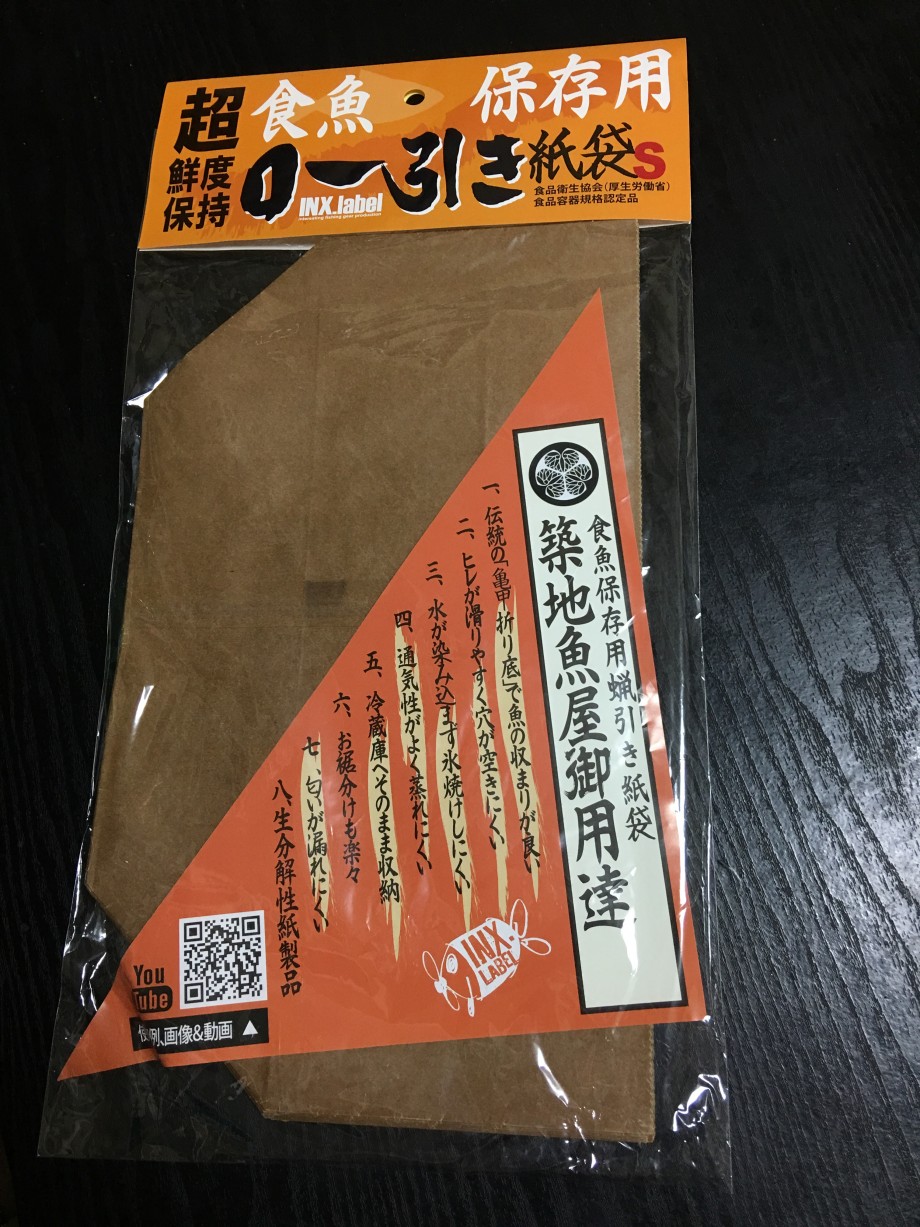 超
鮮度
保持
食魚 保存用
ロー引き紙袋S
INX.label
食品衛生協会(厚生労働省)
食品容器規格認定品
食魚保存用蝋引き紙袋
築地魚屋御用達
一、伝統の「亀甲折り底」で魚の収まりが良い
二、ヒレが滑りやすく穴が空きにくい
三、水が染み込まず氷焼けしにくい
四、通気性がよく蒸れにくい
五、冷蔵庫へそのまま収納
六、お裾分けも楽々
七、匂いが漏れにくい
八、生分解性紙製品
INX.
LABEL
You
Tube
使用例、画像&動画 ▲